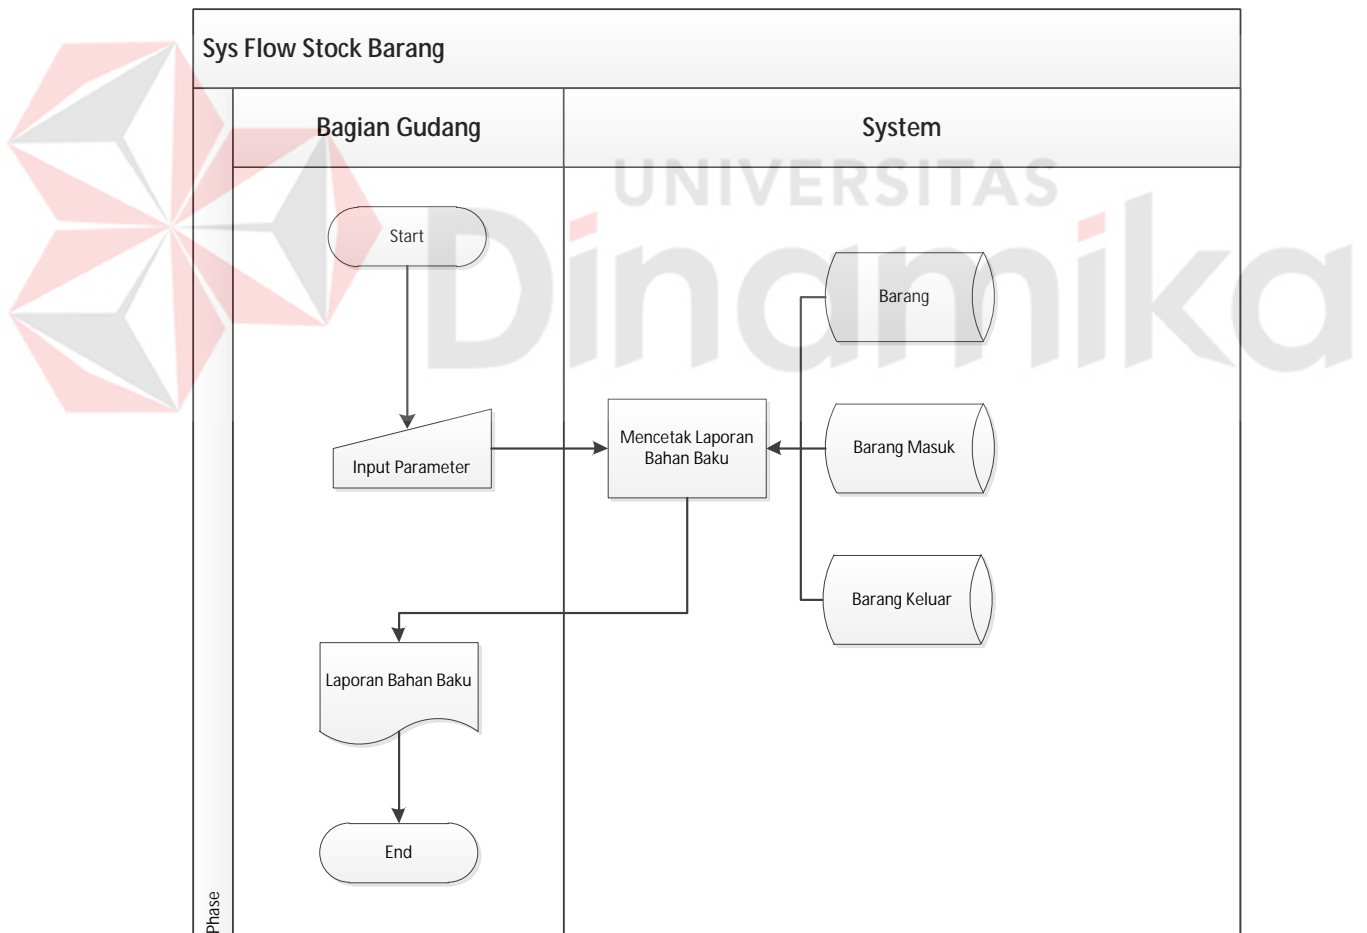 Sys Flow Stock Barang
Bagian Gudang
System
UNIVERSITAS
Dinamika
Start
Barang
Input Parameter
Mencetak Laporan
Bahan Baku
Barang Masuk
Barang Keluar
Laporan Bahan Baku
End
Phase